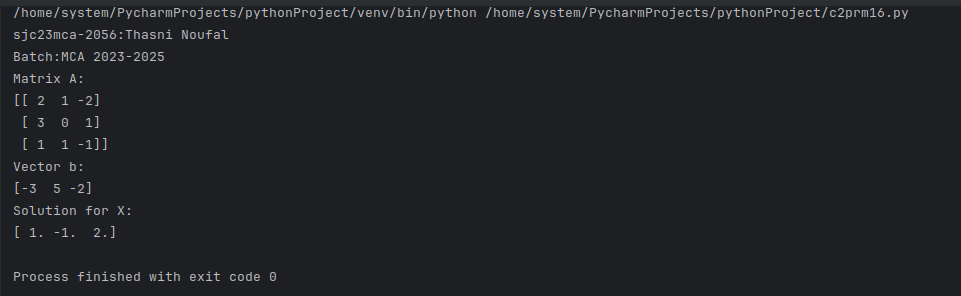 /home/system/PycharmProjects/pythonProject/venv/bin/python /home/system/PycharmProjects/pythonProject/c2prm16.py
sjc23mca-2056:Thasni Noufal
Batch:MCA 2023-2025
Matrix A:
[[ 2  1 -2]
 [ 3  0  1]
 [ 1  1 -1]]
Vector b:
[-3  5 -2]
Solution for X:
[ 1. -1.  2.]
Process finished with exit code 0